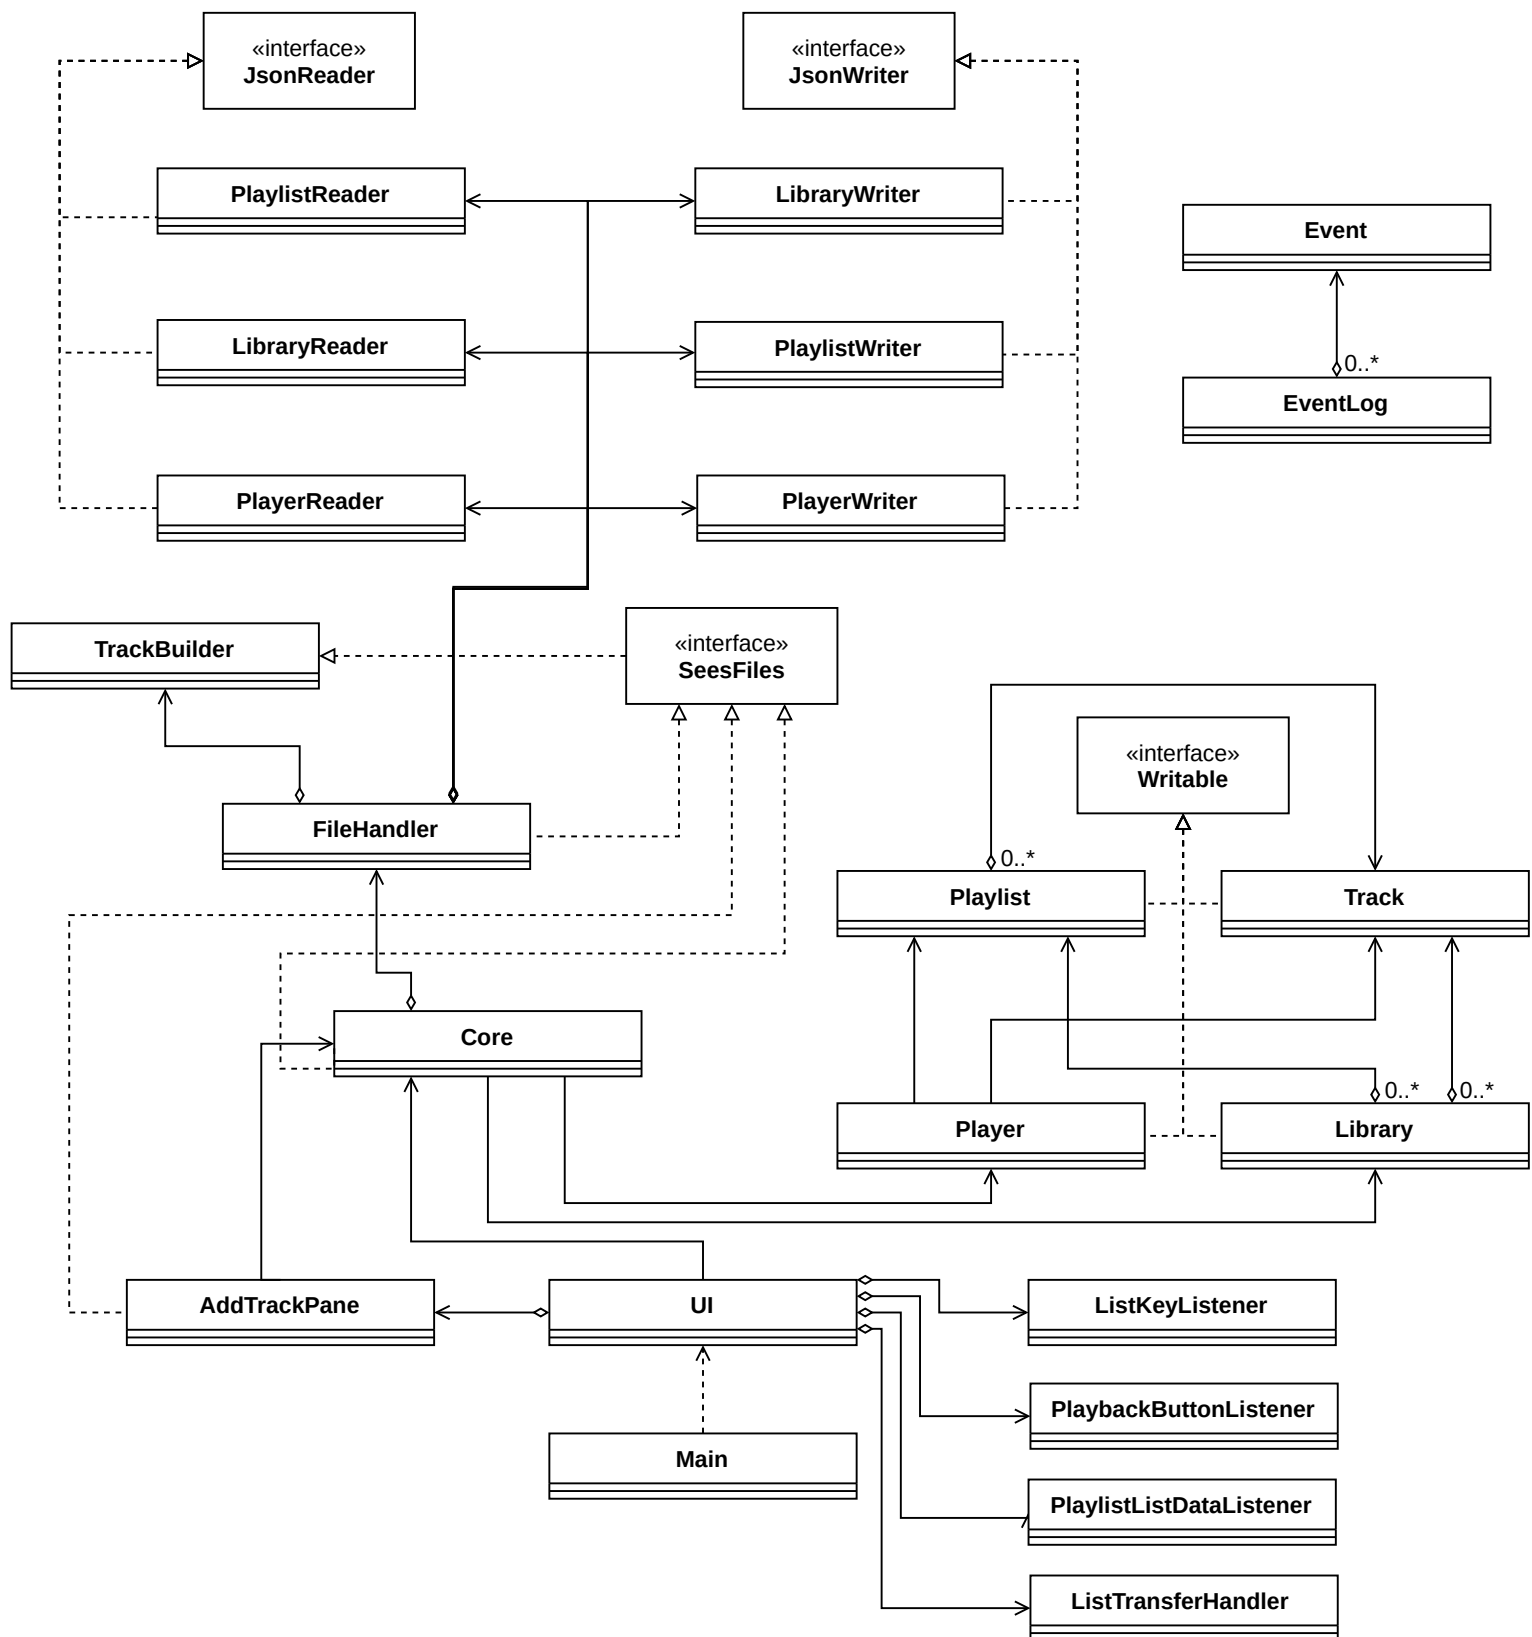 «interface»
JsonReader
«interface»
JsonWriter
PlaylistReader
LibraryWriter
Event
LibraryReader
PlaylistWriter
0..*
EventLog
PlayerReader
PlayerWriter
TrackBuilder
«interface»
SeesFiles
«interface»
Writable
FileHandler
0..*
Playlist
Track
Core
0..*
0..*
Player
Library
AddTrackPane
UI
ListKeyListener
PlaybackButtonListener
Main
PlaylistListDataListener
ListTransferHandler